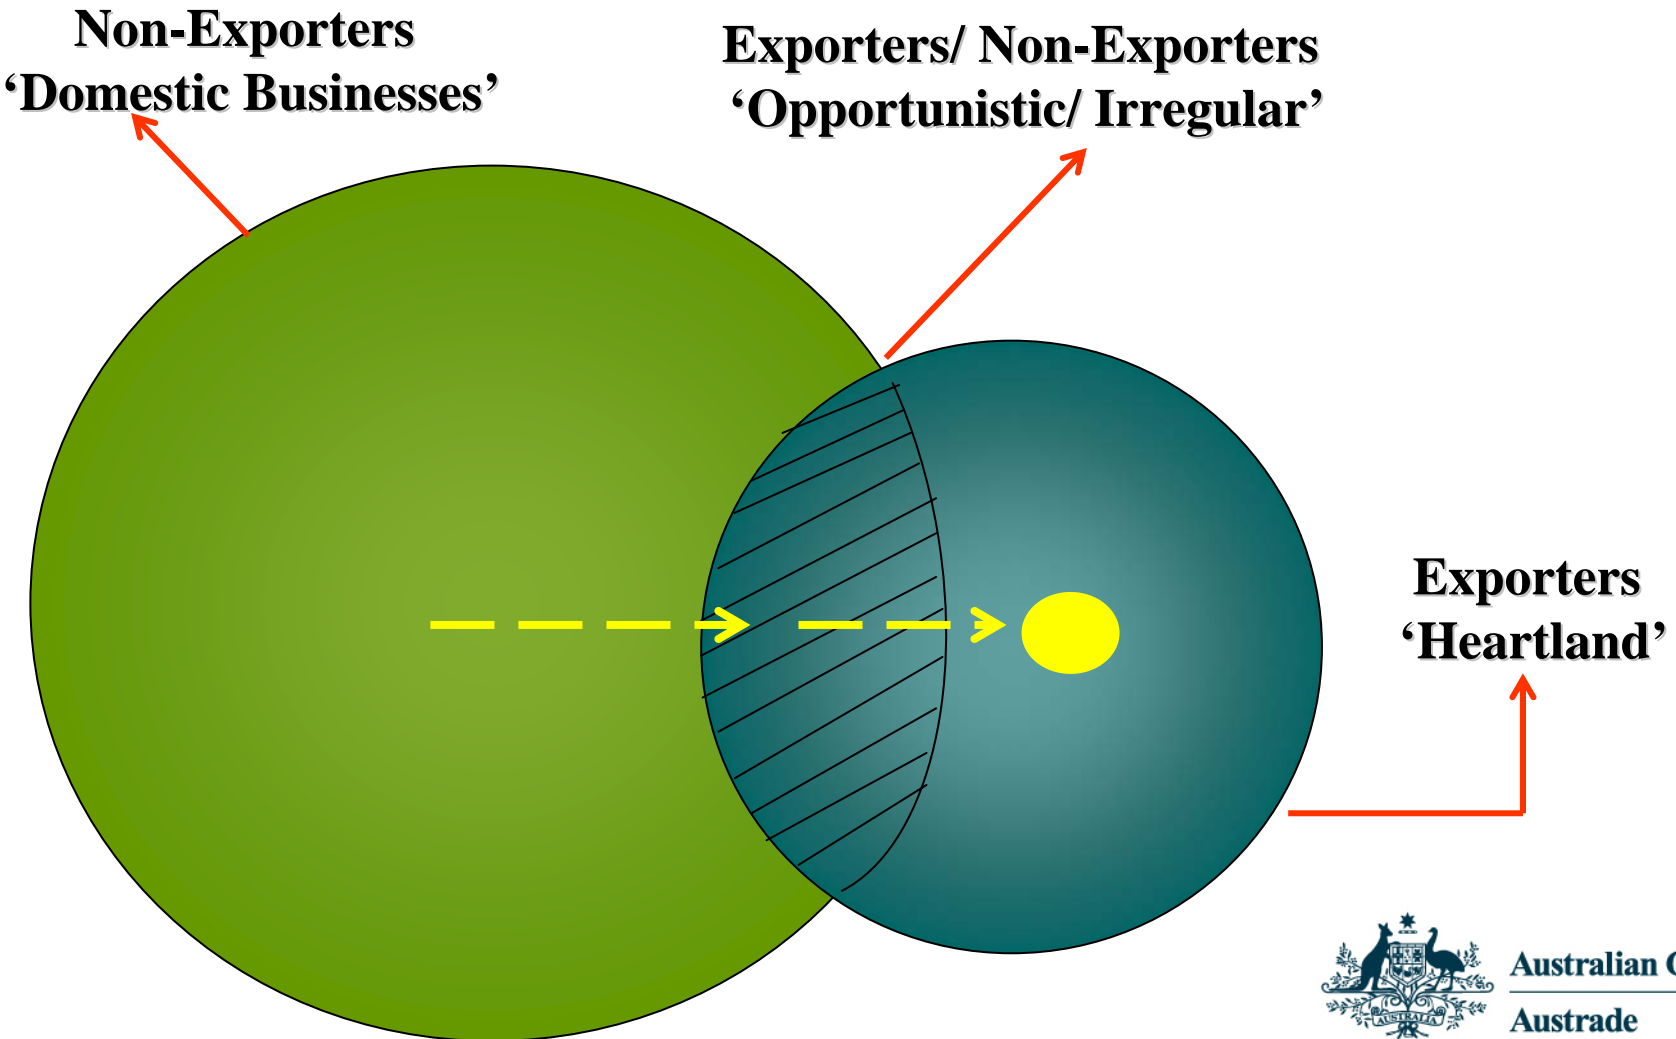 Non-Exporters
‘Domestic Businesses’
Exporters/ Non-Exporters
‘Opportunistic/ Irregular’
Exporters
‘Heartland’
Australian
Austrade
AUSTRALIA